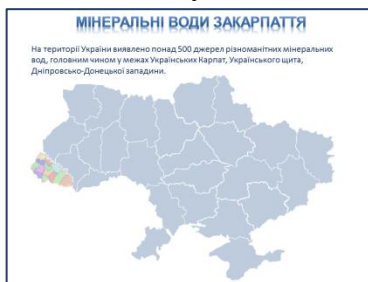 МІНЕРАЛЬНІ ВОДИ ЗАКАРПАТТЯ
На території України виявлено понад 500 джерел різноманітних мінеральних
вод, головним чином у межах Українських Карпат, Українського щита,
Дніпровсько-Донецької западини.